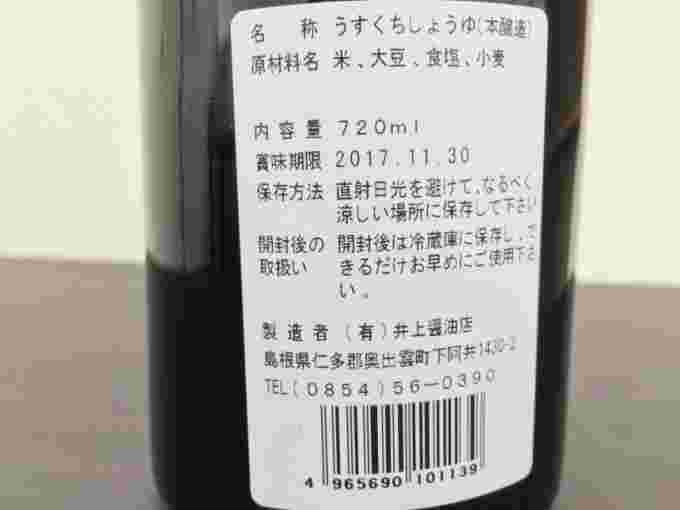 名称 うすくちしょうゆ(本醸造)
原材料名 米、大豆、食塩、小麦
内容量 720ml
賞味期限 2017.11.30
保存方法 直射日光を避けて、なるべく
涼しい場所に保存して下さい
開封後の 開封後は冷蔵庫に保存し、で
取扱い きるだけお早めにご使用下さ
い。
製造者 (有)井上醤油店
島根県仁多郡奥出雲町下阿井1430-2
TEL(0854)56-0390
4 965690 101139